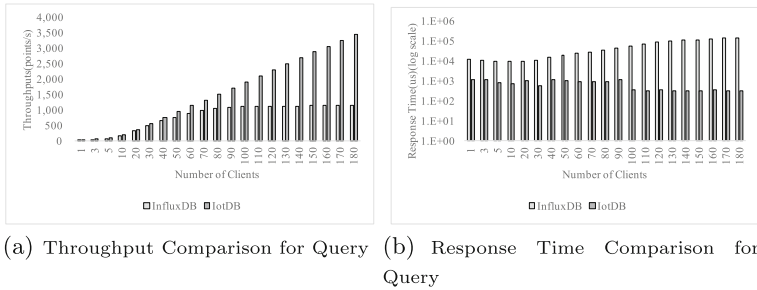 4,000
3,500
3,000
2,500
2,000
1,500
1,000
500
0
Throughputs(points/s)
1 3 5 10 20 30 40 50 60 70 80 90 100 110 120 130 140 150 160 170 180
Number of Clients
InfluxDB IotDB
1.E+06
1.E+05
1.E+04
1.E+03
1.E+02
1.E+01
1.E+00
Response Time(us)(log scale)
1 3 5 10 20 30 40 50 60 70 80 90 100 110 120 130 140 150 160 170 180
Number of Clients
InfluxDB IotDB
(a) Throughput Comparison for Query
(b) Response Time Comparison for
Query